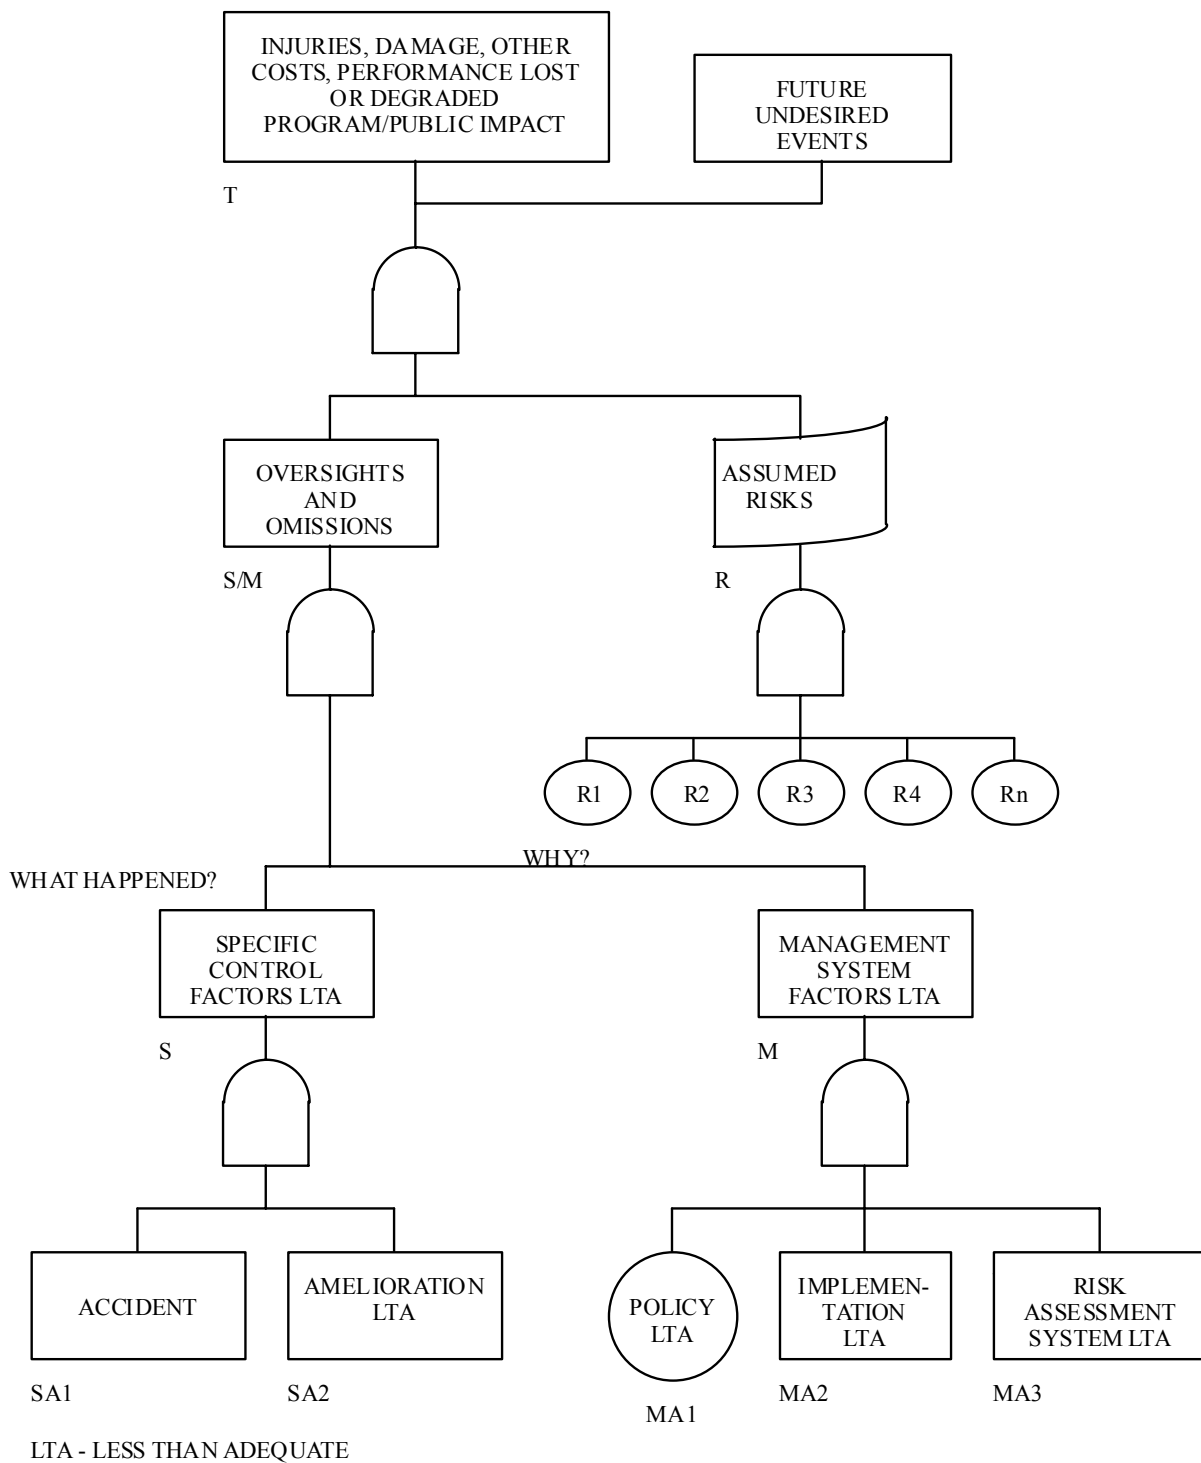 INJURIES, DAMAGE, OTHER
COSTS, PERFORMANCE LOST
OR DEGRADED
PROGRAM/PUBLIC IMPACT
FUTURE
UNDESIRED
EVENTS
T
OVERSIGHTS
AND
OMISSIONS
ASSUMED
RISKS
S/M
R
R1
R2
R3
R4
Rn
WHY?
WHAT HAPPENED?
SPECIFIC
CONTROL
FACTORS LTA
MANAGEMENT
SYSTEM
FACTORS LTA
S
M
ACCIDENT
AMELIORATION
LTA
POLICY
LTA
IMPLEMEN-
TATION
LTA
RISK
ASSESSMENT
SYSTEM LTA
SA1
SA2
MA1
MA2
MA3
LTA - LESS THAN ADEQUATE